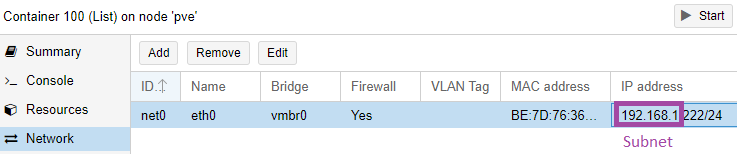 Container 100 (List) on node 'pve'
Start
Summary
Console
Resources
Network
Add Remove Edit
ID. Name Bridge Firewall VLAN Tag MAC address IP address
net0 eth0 vmbr0 Yes BE:7D:76:36... 192.168.1.222/24
Subnet